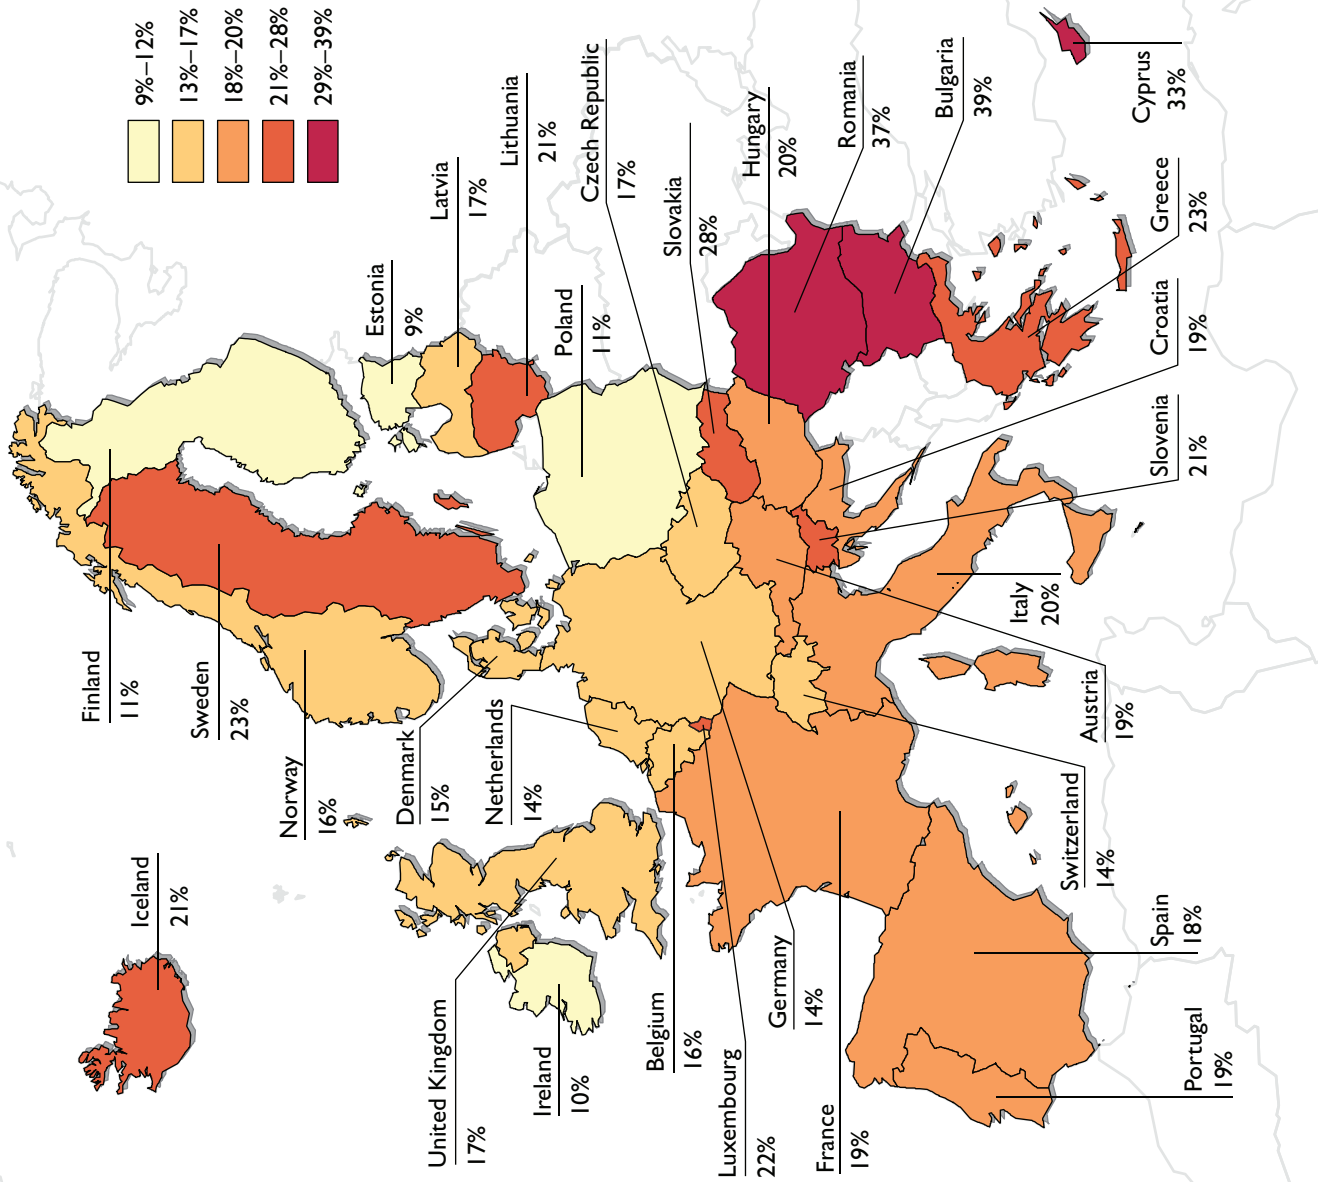 9%–12%
13%–17%
18%–20%
21%–28%
29%–39%
Iceland
21%
Finland
11%
Sweden
23%
Norway
16%
Denmark
15%
Netherlands
14%
United Kingdom
17%
Ireland
10%
Belgium
16%
Luxembourg
22%
Germany
14%
France
19%
Estonia
9%
Latvia
17%
Lithuania
21%
Poland
11%
Czech Republic
17%
Slovakia
28%
Hungary
20%
Romania
37%
Bulgaria
39%
Cyprus
33%
Greece
23%
Croatia
19%
Slovenia
21%
Italy
20%
Austria
19%
Switzerland
14%
Spain
18%
Portugal
19%